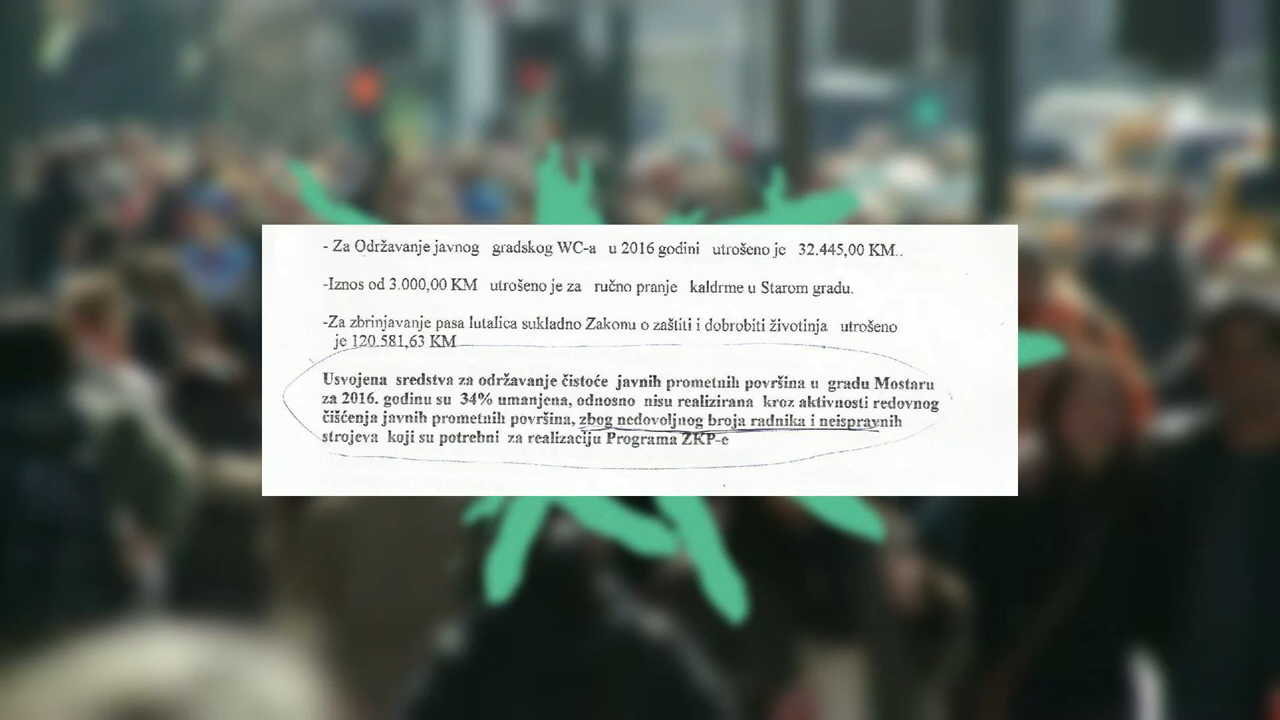 - Za Održavanje javnog gradskog WC-a u 2016 godini utrošeno je 32.445,00 KM..
-Iznos od 3.000,00 KM utrošeno je za ručno pranje kaldrme u Starom gradu.
-Za zbrinjavanje pasa lutalica sukladno Zakonu o zaštiti i dobrobiti životinja utrošeno
je 120.581,63 KM
Usvojena sredstva za održavanje čistoće javnih prometnih površina u gradu Mostaru
za 2016. godinu su 34% umanjena, odnosno nisu realizirana kroz aktivnosti redovnog
čišćenja javnih prometnih površina, zbog nedovoljnog broja radnika i neispravnih
strojeva koji su potrebni za realizaciju Programa ZKP-e